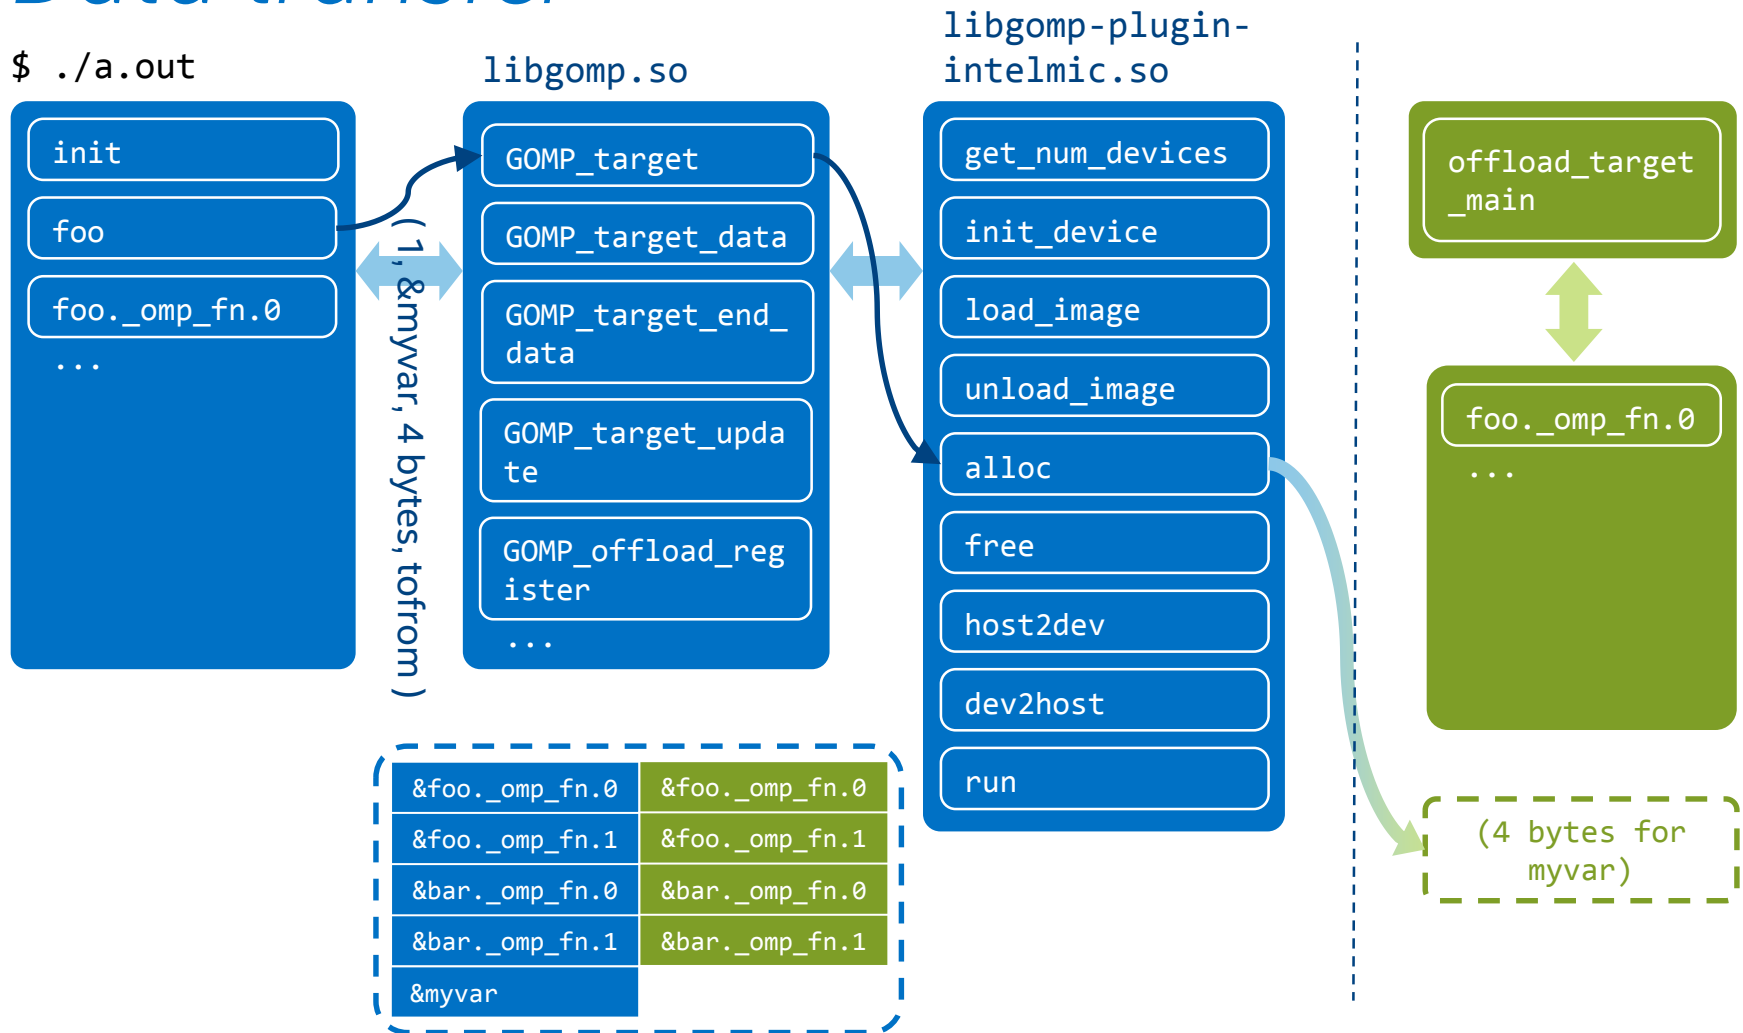 Data transfer
$ ./a.out
init
foo
foo._omp_fn.0
...
( 1, &myvar, 4 bytes, tofrom )
libgomp.so
GOMP_target
GOMP_target_data
GOMP_target_end_
data
GOMP_target_upda
te
GOMP_offload_reg
ister
...
libgomp-plugin-
intelmic.so
get_num_devices
init_device
load_image
unload_image
alloc
free
host2dev
dev2host
run
offload_target
_main
foo._omp_fn.0
...
(4 bytes for
myvar)
&foo._omp_fn.0 &foo._omp_fn.0
&foo._omp_fn.1 &foo._omp_fn.1
&bar._omp_fn.0 &bar._omp_fn.0
&bar._omp_fn.1 &bar._omp_fn.1
&myvar